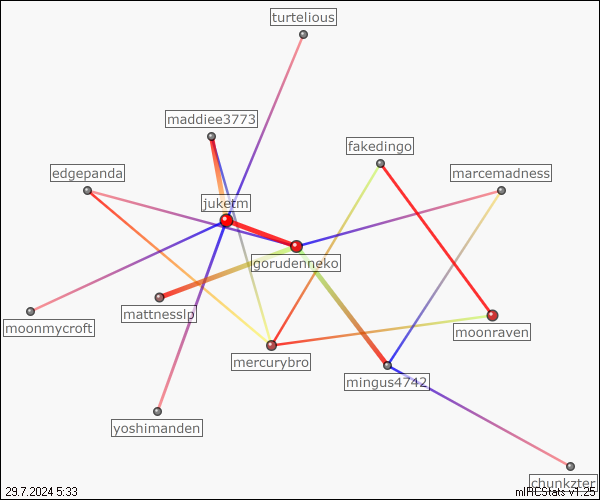 turtelious
maddiee3773
fakedingo
edgepanda
marcemadness
juketm
gorudenneko
mattnesslp
moonmycroft
moonraven
mercurybro
mingus4742
yoshimanden
chunkzter
29.7.2024 5:33
mIRCStats v1.25